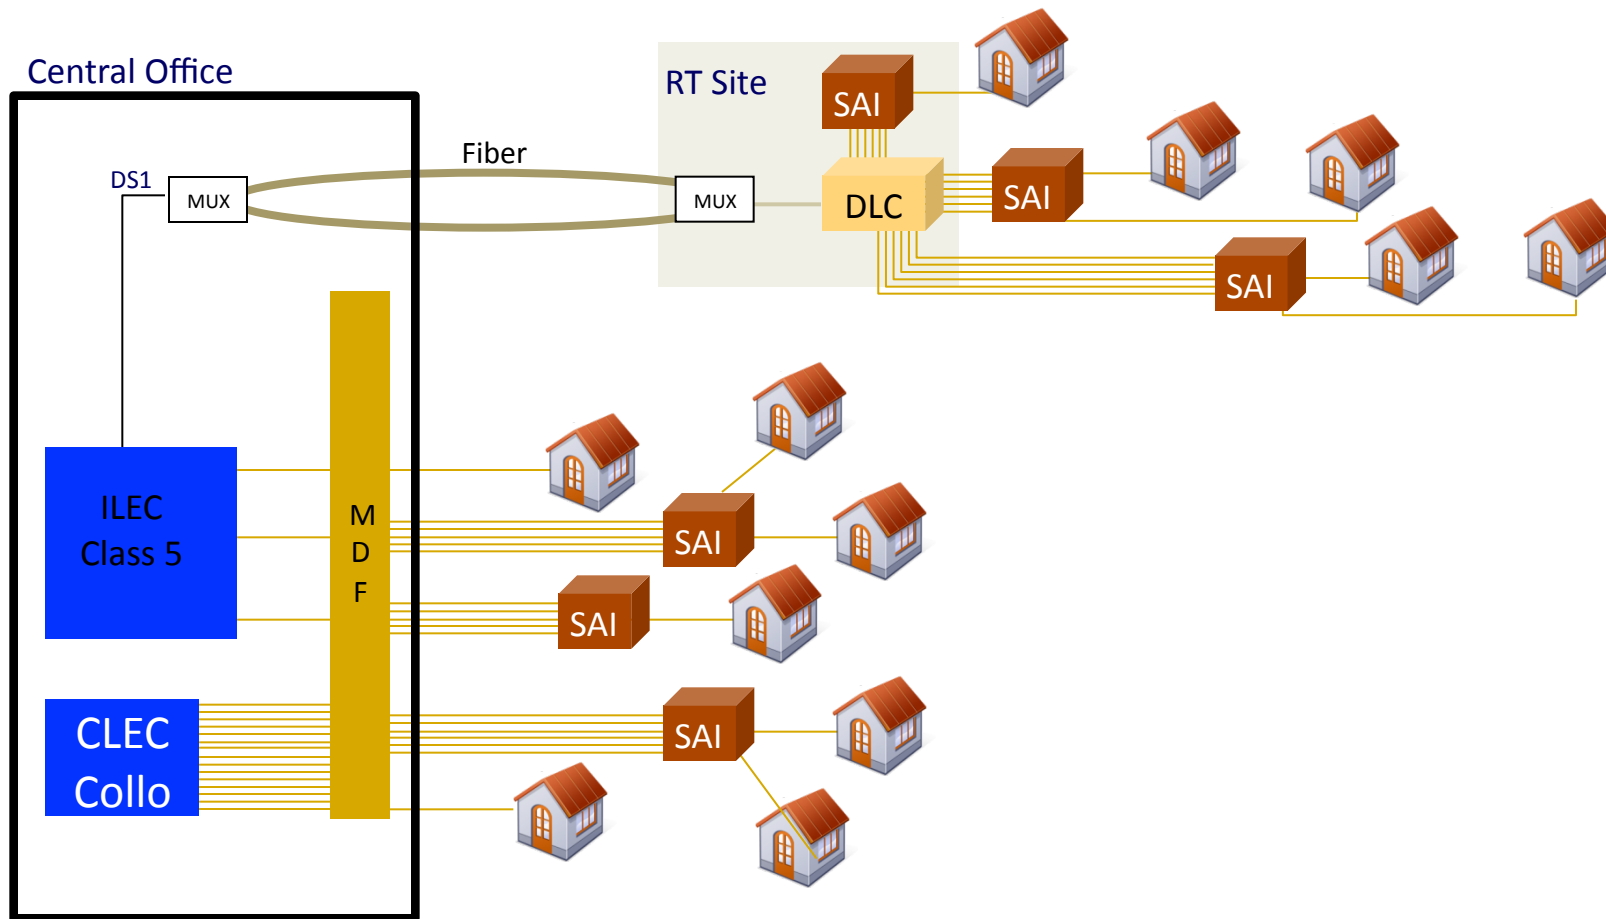 Central Office
RT Site
SAI
Fiber
DS1
MUX
MUX
DLC
SAI
SAI
ILEC
Class 5
M
D
F
SAI
SAI
CLEC
Collo
SAI